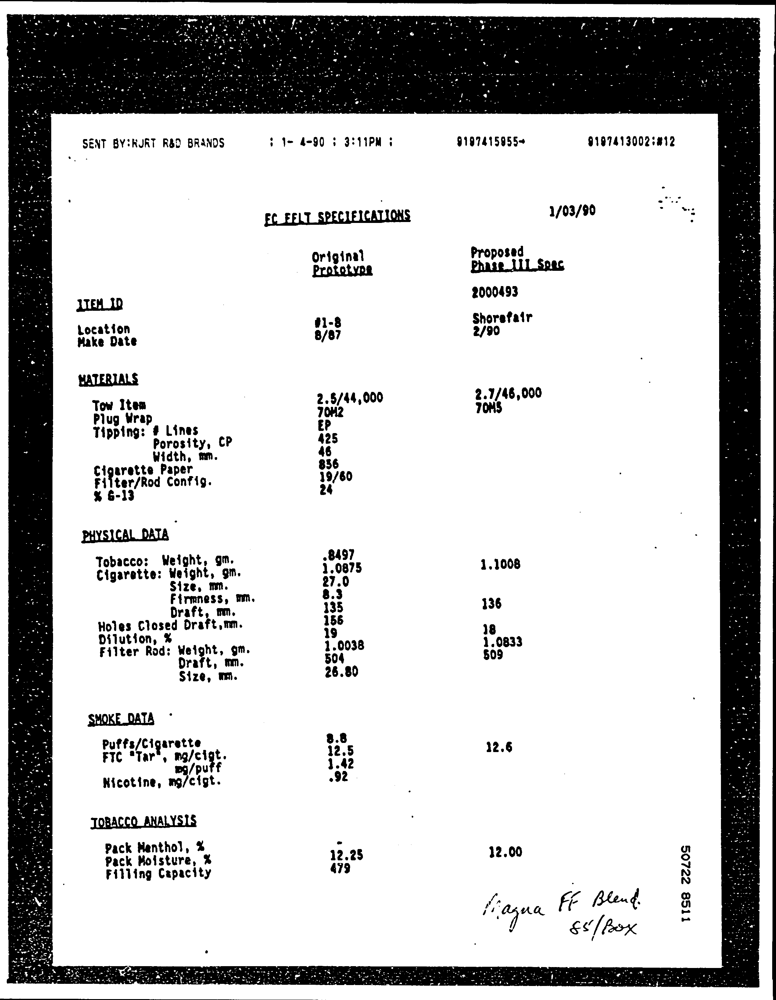 SENT BY:RJRT R&D BRANDS ; 1- 4-90 ; 3:11PM ; 9197415955→ 9197413002;#12
FC FFLT SPECIFICATIONS 1/03/90
Original Proposed
Prototype Phase III Spec
ITEM ID 2000493
Location #1-B Shorefair
Make Date 8/87 2/90
MATERIALS
Tow Item 2.5/44,000 2.7/46,000
Plug Wrap 70M2 70M5
Tipping: # Lines EP
Porosity, CP 425
Width, mm. 46
Cigarette Paper 856
Filter/Rod Config. 19/60
% G-13 24
PHYSICAL DATA
Tobacco: Weight, gm. .8497
Cigarette: Weight, gm. 1.0875 1.1008
Size, mm. 27.0
Firmness, mm. 8.3
Draft, mm. 135 136
Holes Closed Draft,mm. 156
Dilution, % 19 18
Filter Rod: Weight, gm. 1.0038 1.0833
Draft, mm. 504 509
Size, mm. 26.80
SMOKE DATA
Puffs/Cigarette 8.8
FTC "Tar", mg/cigt. 12.5 12.6
mg/puff 1.42
Nicotine, mg/cigt. .92
TOBACCO ANALYSIS
Pack Menthol, % -
Pack Moisture, % 12.25 12.00
Filling Capacity 479
Magna FF Blend.
85/Box
50722 8511